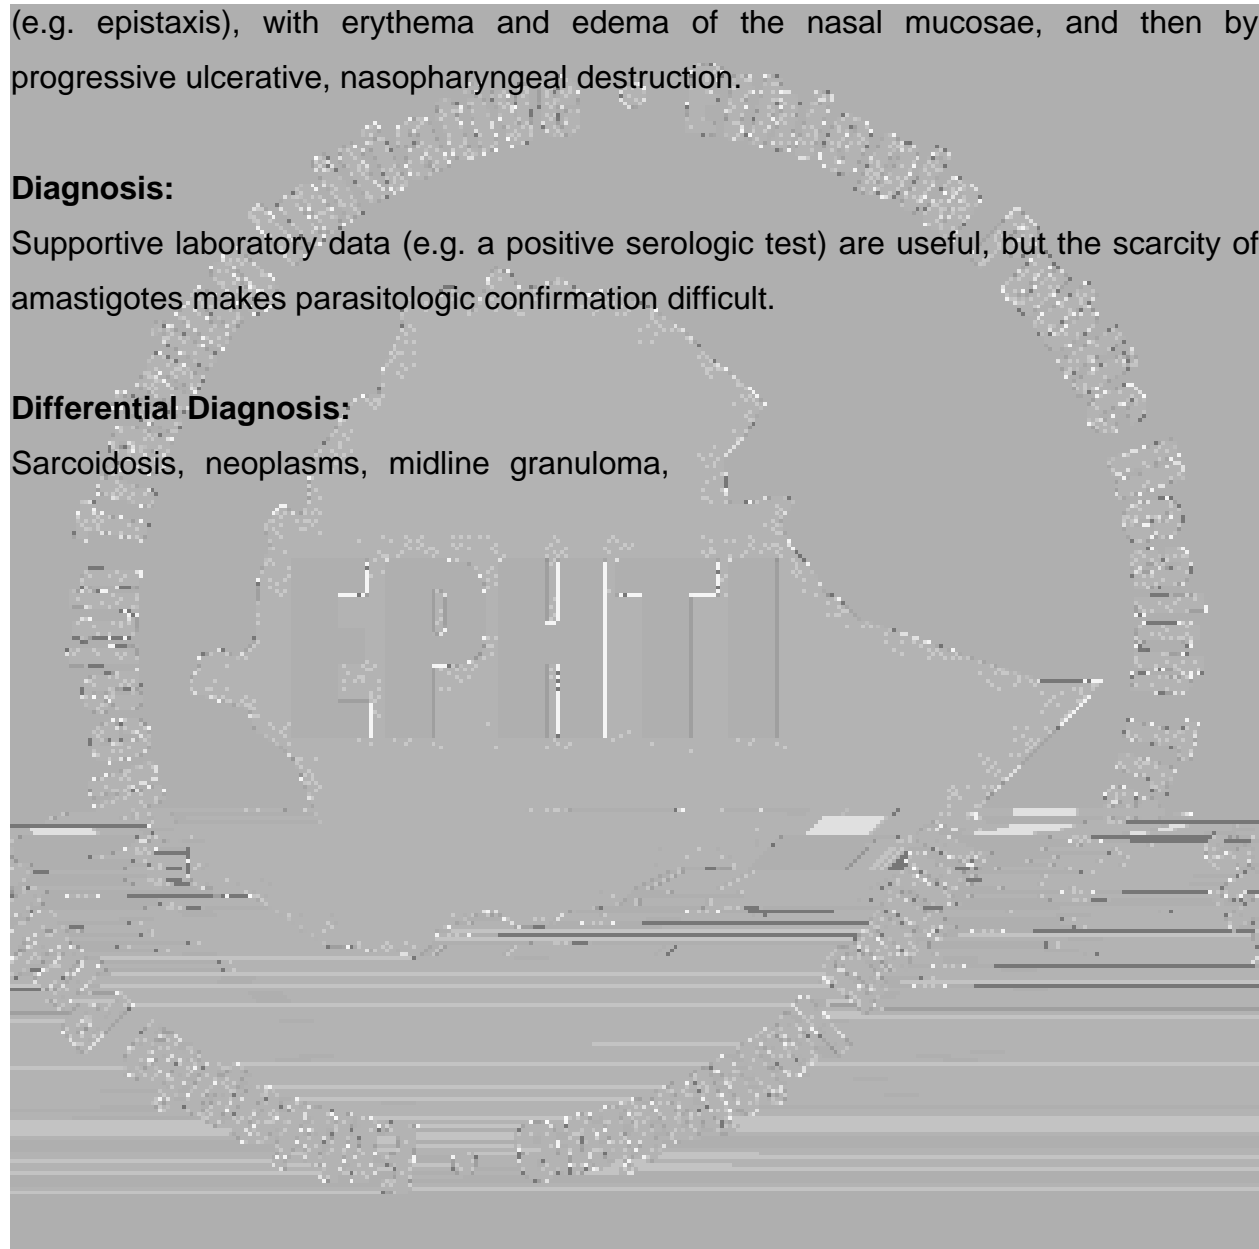 (e.g. epistaxis), with erythema and edema of the nasal mucosae, and then by
progressive ulcerative, nasopharyngeal destruction.
Diagnosis:
Supportive laboratory data (e.g. a positive serologic test) are useful, but the scarcity of
amastigotes makes parasitologic confirmation difficult.
Differential Diagnosis:
Sarcoidosis, neoplasms, midline granuloma,
EPHTI